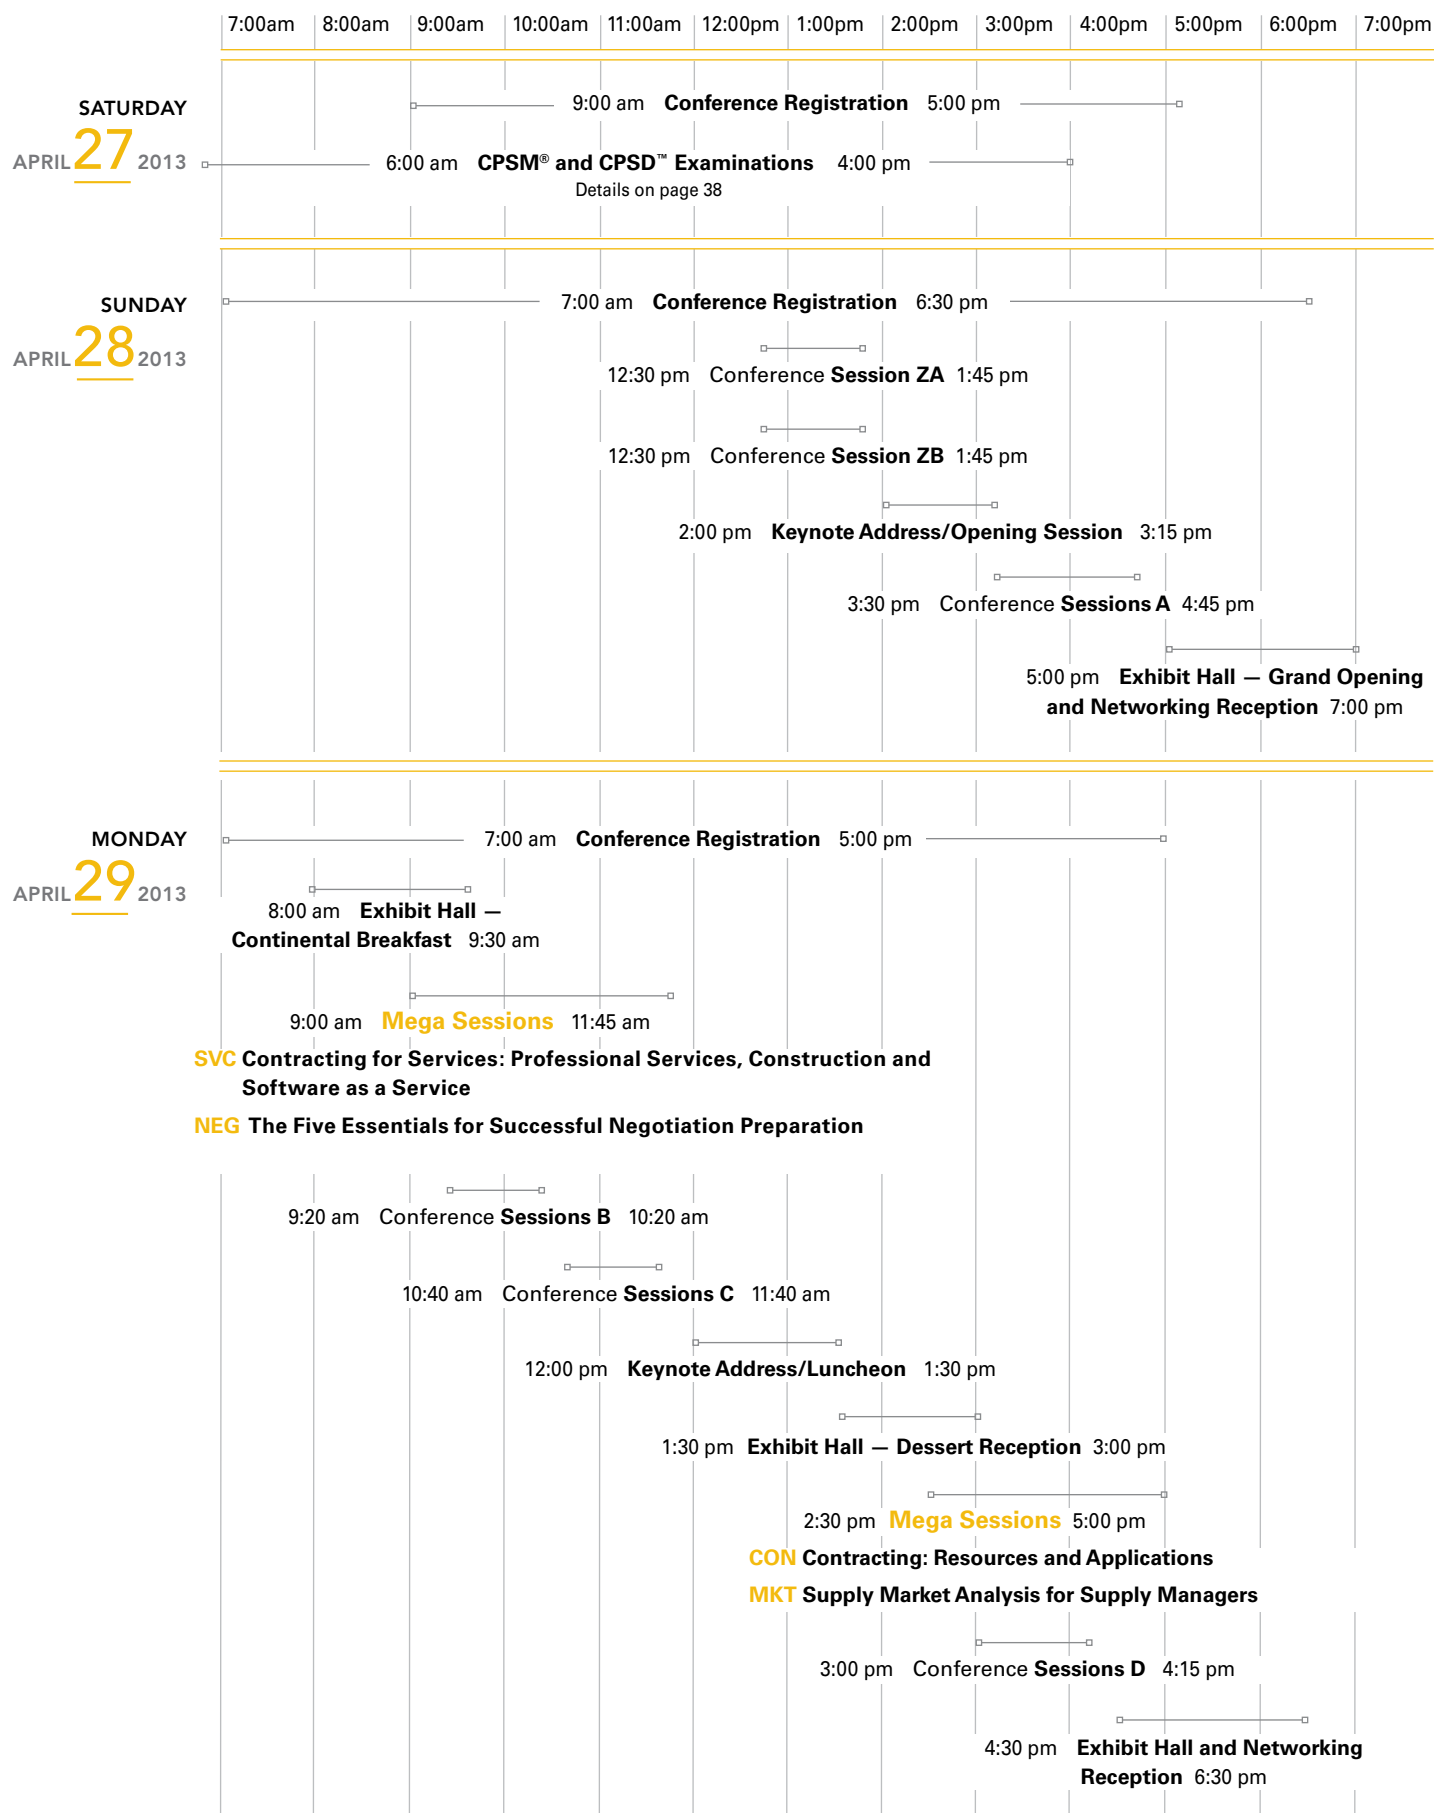 7:00am 8:00am 9:00am 10:00am 11:00am 12:00pm 1:00pm 2:00pm 3:00pm 4:00pm 5:00pm 6:00pm 7:00pm
SATURDAY
APRIL 27 2013
9:00 am Conference Registration 5:00 pm
6:00 am CPSM® and CPSD™ Examinations 4:00 pm
Details on page 38
SUNDAY
APRIL 28 2013
7:00 am Conference Registration 6:30 pm
12:30 pm Conference Session ZA 1:45 pm
12:30 pm Conference Session ZB 1:45 pm
2:00 pm Keynote Address/Opening Session 3:15 pm
3:30 pm Conference Sessions A 4:45 pm
5:00 pm Exhibit Hall — Grand Opening
and Networking Reception 7:00 pm
MONDAY
APRIL 29 2013
7:00 am Conference Registration 5:00 pm
8:00 am Exhibit Hall —
Continental Breakfast 9:30 am
9:00 am Mega Sessions 11:45 am
SVC Contracting for Services: Professional Services, Construction and
Software as a Service
NEG The Five Essentials for Successful Negotiation Preparation
9:20 am Conference Sessions B 10:20 am
10:40 am Conference Sessions C 11:40 am
12:00 pm Keynote Address/Luncheon 1:30 pm
1:30 pm Exhibit Hall — Dessert Reception 3:00 pm
2:30 pm Mega Sessions 5:00 pm
CON Contracting: Resources and Applications
MKT Supply Market Analysis for Supply Managers
3:00 pm Conference Sessions D 4:15 pm
4:30 pm Exhibit Hall and Networking
Reception 6:30 pm